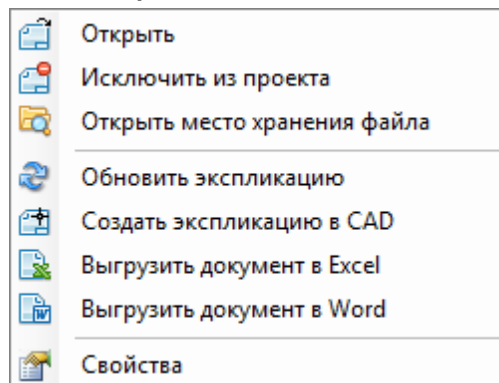 Открыть
Исключить из проекта
Открыть место хранения файла
Обновить экспликацию
Создать экспликацию в CAD
Выгрузить документ в Excel
Выгрузить документ в Word
Свойства